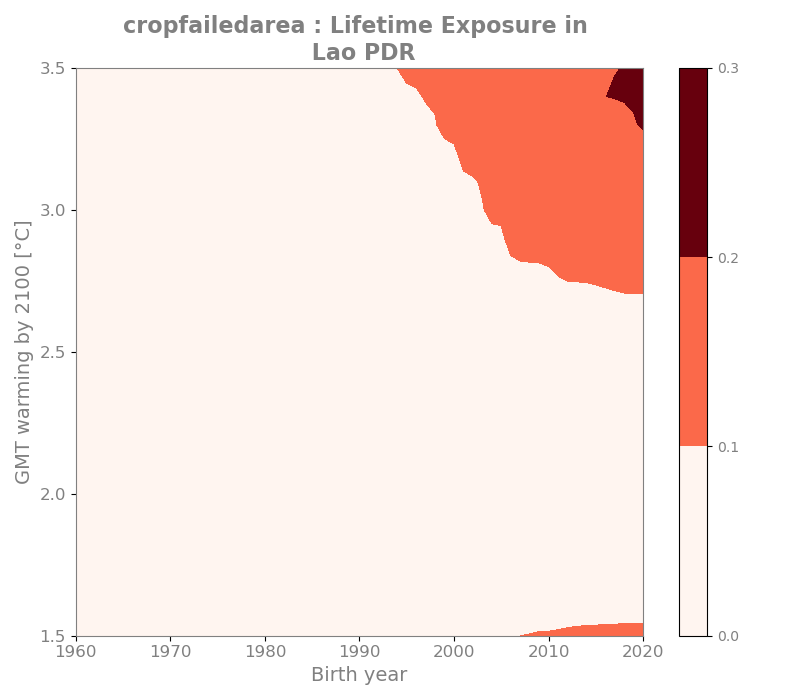 cropfailedarea : Lifetime Exposure in
Lao PDR
3.5
3.0
2.5
2.0
1.5
GMT warming by 2100 [°C]
1960 1970 1980 1990 2000 2010 2020
Birth year
0.3
0.2
0.1
0.0